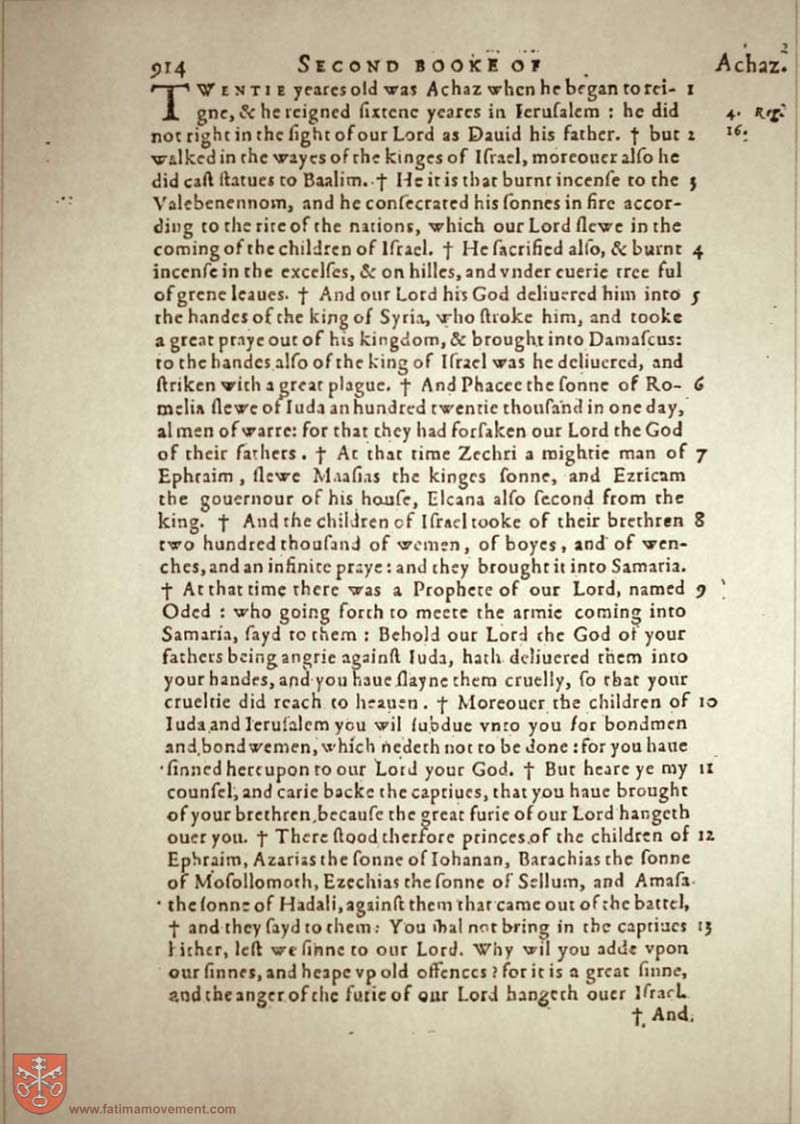 914 SECOND BOOKE OF Achaz.
TWENTIE yeares old was Achaz when he began to rei- 1
gne, & he reigned ſixtene yeares in Ieruſalem : he did 4. Reg.
not right in the ſight of our Lord as Dauid his father. † but 2 16.
walked in the wayes of the kinges of Iſrael, moreouer alſo he
did caſt ſtatues to Baalim. † He it is that burnt incenſe to the 3
Valebenennom, and he conſecrated his ſonnes in fire accor-
ding to the rite of the nations, which our Lord ſlewe in the
coming of the children of Iſrael. † He ſacrificed alſo, & burnt 4
incenſe in the excelſes, & on hilles, and vnder euerie tree ful
of grene leaues. † And our Lord his God deliuered him into 5
the handes of the king of Syria, who ſtroke him, and tooke
a great praye out of his kingdom, & brought into Damaſcus:
to the handes alſo of the king of Iſrael was he deliuered, and
ſtriken with a great plague. † And Phacee the ſonne of Ro- 6
melia ſlewe of Iuda an hundred twentie thouſand in one day,
al men of warre: for that they had forſaken our Lord the God
of their fathers. † At that time Zechri a mightie man of 7
Ephraim, ſlewe Maaſias the kinges ſonne, and Ezricam
the gouernour of his houſe, Elcana alſo ſecond from the
king. † And the children of Iſrael tooke of their brethren 8
two hundred thouſand of wemen, of boyes, and of wen-
ches, and an infinite praye: and they brought it into Samaria.
† At that time there was a Prophete of our Lord, named 9
Oded : who going forth to meete the armie coming into
Samaria, ſayd to them : Behold our Lord the God of your
fathers being angrie againſt Iuda, hath deliuered them into
your handes, and you haue ſlayne them cruelly, ſo that your
crueltie did reach to heauen. † Moreouer the children of 10
Iuda and Ieruſalem you wil ſubdue vnto you for bondmen
and bondwemen, which nedeth not to be done : for you haue
ſinned hereupon to our Lord your God. † But heare ye my 11
counſel, and carie backe the captiues, that you haue brought
of your brethren, becauſe the great furie of our Lord hangeth
ouer you. † There ſtood therfore princes of the children of 12
Ephraim, Azarias the ſonne of Iohanan, Barachias the ſonne
of Moſollomoth, Ezechias the ſonne of Sellum, and Amaſa
the ſonne of Hadali, againſt them that came out of the battel,
† and they ſayd to them: You ſhal not bring in the captiues 13
hither, leſt we ſinne to our Lord. Why wil you adde vpon
our ſinnes, and heape vp old offences ? for it is a great ſinne,
and the anger of the furie of our Lord hangeth ouer Iſrael.
† And.
www.fatimamovement.com